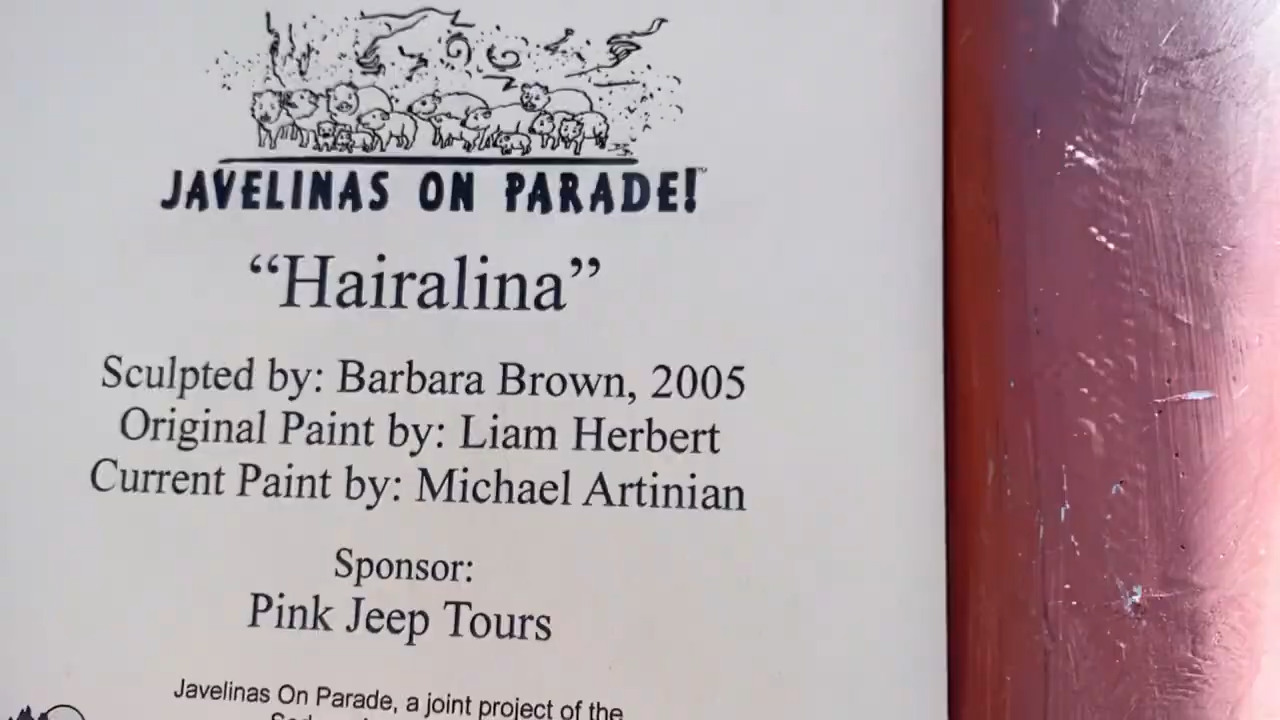 JAVELINAS ON PARADE!™
“Hairalina”
Sculpted by: Barbara Brown, 2005
Original Paint by: Liam Herbert
Current Paint by: Michael Artinian
Sponsor:
Pink Jeep Tours
Javelinas On Parade, a joint project of the